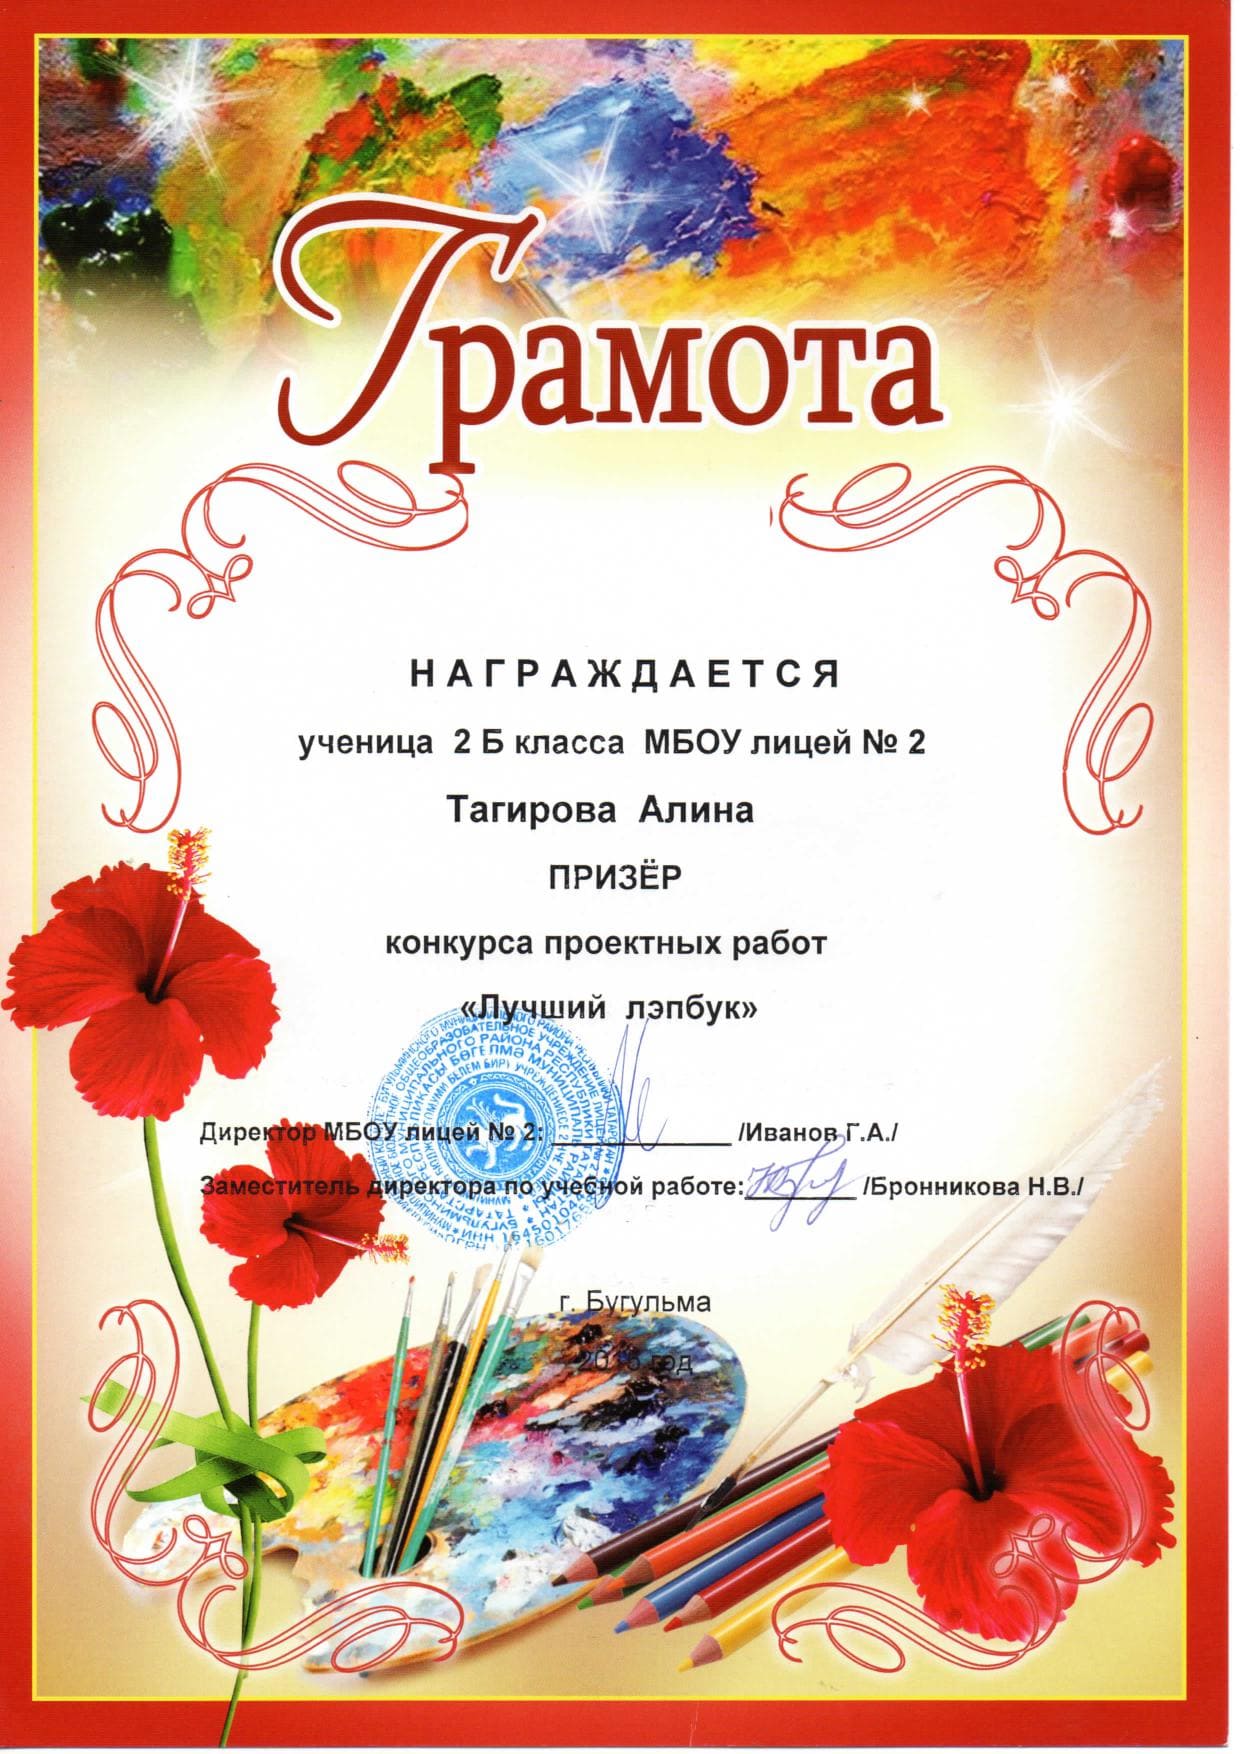 Грамота
НАГРАЖДАЕТСЯ
ученица 2 Б класса МБОУ лицей № 2
Тагирова Алина
ПРИЗЁР
конкурса проектных работ
«Лучший лэпбук»
Директор МБОУ лицей № 2: /Иванов Г.А./
Заместитель директора по учебной работе: /Бронникова Н.В./
г. Бугульма
год